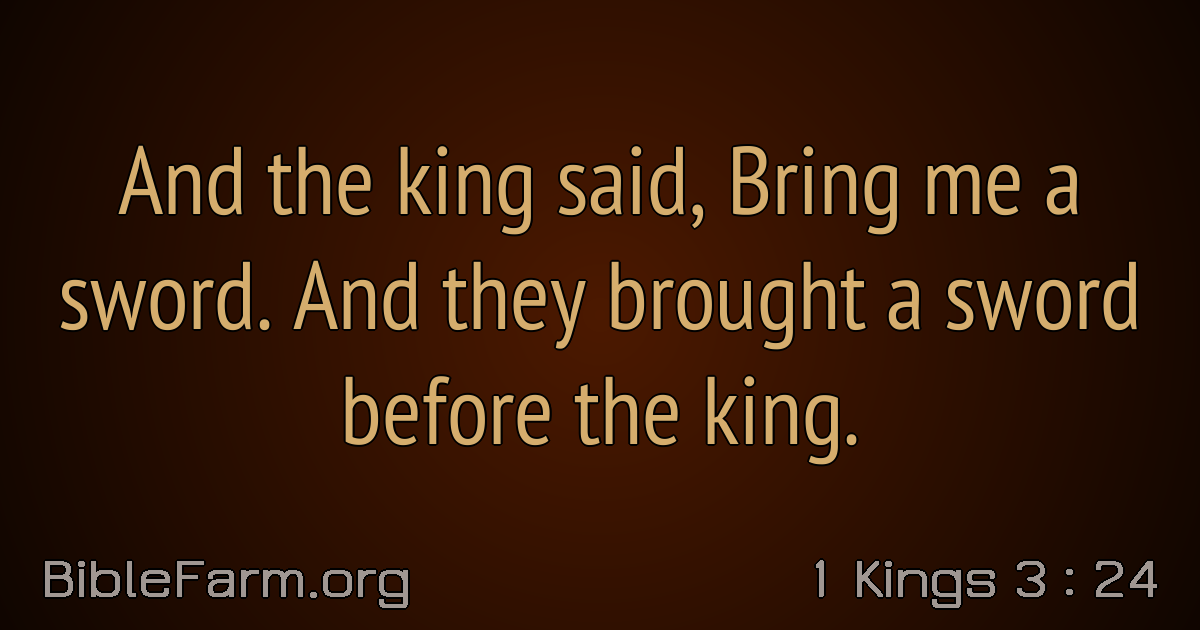 And the king said, Bring me a
sword. And they brought a sword
before the king.
BibleFarm.org
1 Kings 3 : 24